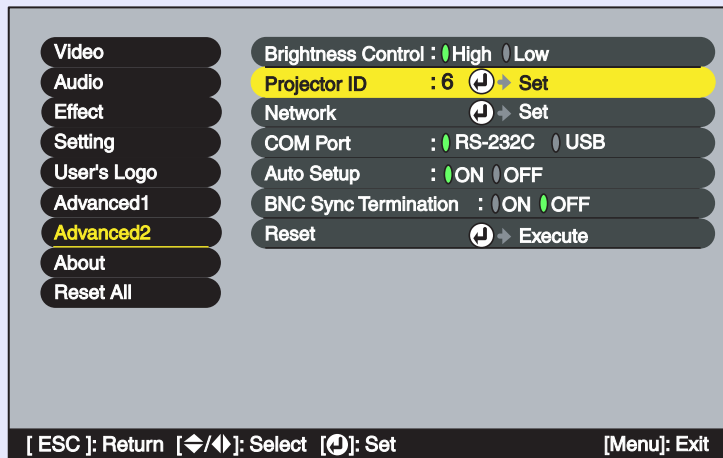 Video
Audio
Effect
Setting
User's Logo
Advanced1
Advanced2
About
Reset All
Brightness Control : High Low
Projector ID : 6 Set
Network Set
COM Port : RS-232C USB
Auto Setup : ON OFF
BNC Sync Termination : ON OFF
Reset Execute
[ ESC ]: Return [ / ]: Select [ ]: Set [Menu]: Exit